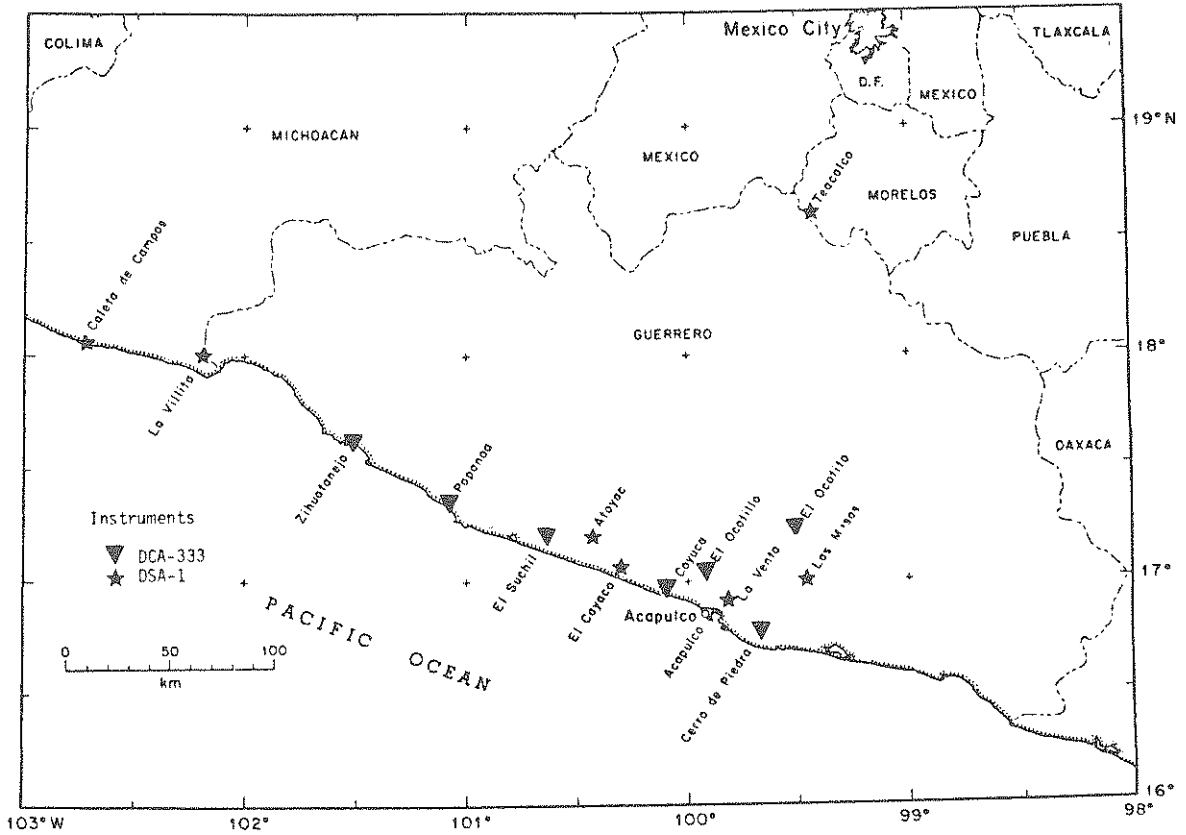 Mexico City
COLIMA
TLAXCALA
D.F.
MEXICO
19°N
MICHOACAN
MEXICO
Teacalco
MORELOS
PUEBLA
Caleta de Campos
GUERRERO
18°
La Villita
OAXACA
Zihuatanejo
Papanoa
Instruments
DCA-333
DSA-1
Atoyac
Coyuca
El Ocotillo
El Ocotito
La Venta
Las Mesas
17°
El Suchil
El Cayaco
Acapulco
Acapulco
Cerro de Piedra
PACIFIC OCEAN
0 50 100
km
16°
103°W 102° 101° 100° 99° 98°